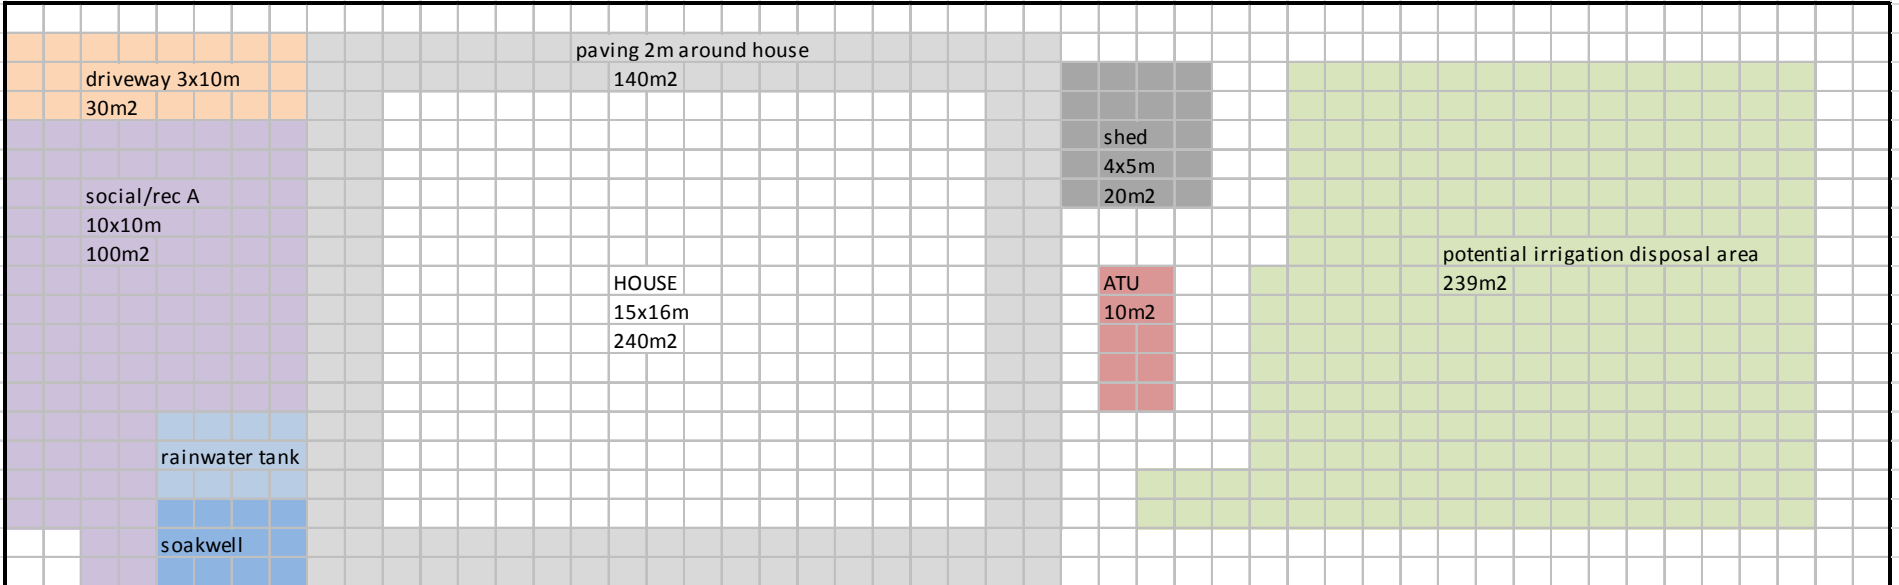 paving 2m around house
140m2
driveway 3x10m
30m2
social/rec A
10x10m
100m2
HOUSE
15x16m
240m2
shed
4x5m
20m2
ATU
10m2
potential irrigation disposal area
239m2
rainwater tank
soakwell